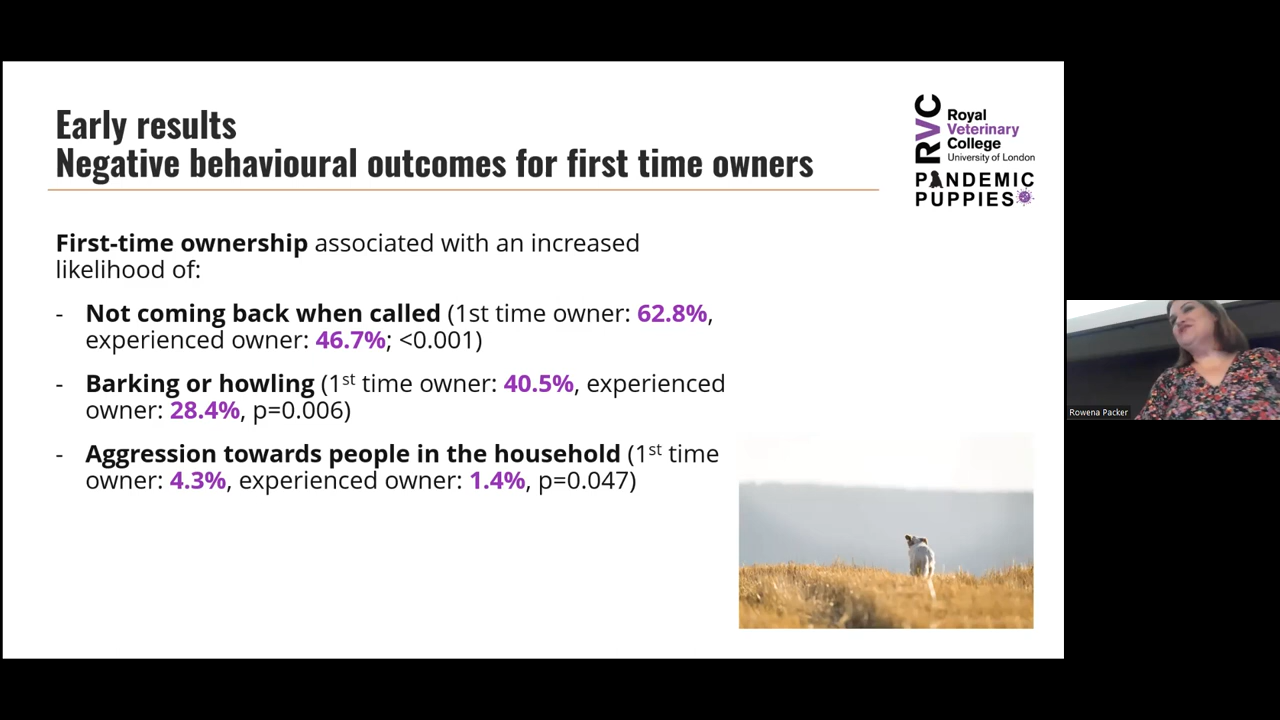 Early results
Negative behavioural outcomes for first time owners
RVC
Royal
Veterinary
College
University of London
PANDEMIC
PUPPIES
First-time ownership associated with an increased
likelihood of:
- Not coming back when called (1st time owner: 62.8%,
experienced owner: 46.7%; <0.001)
- Barking or howling (1st time owner: 40.5%, experienced
owner: 28.4%, p=0.006)
- Aggression towards people in the household (1st time
owner: 4.3%, experienced owner: 1.4%, p=0.047)
Rowena Packer